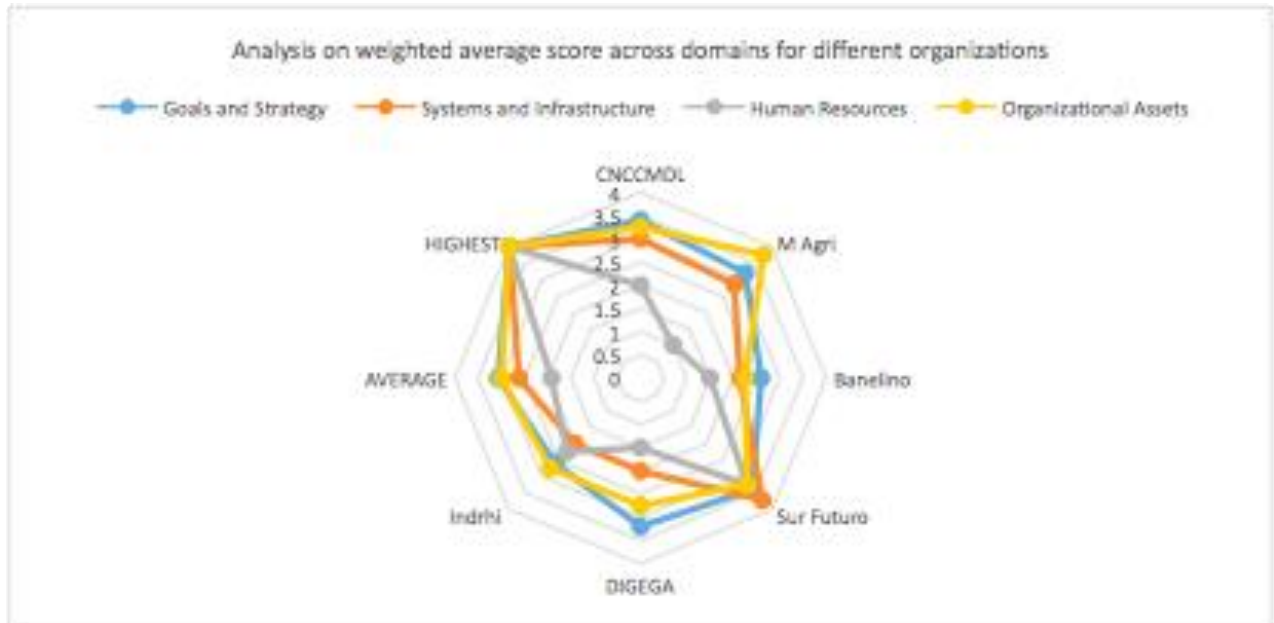 Analysis on weighted average score across domains for different organizations
Goals and Strategy Systems and Infrastructure Human Resources Organizational Assets
CNCCMDL
4
3.5
HIGHEST 3 M Agri
2.5
2
1.5
1
0.5
AVERAGE 0 Banelino
Indrhi Sur Futuro
DIGEGA